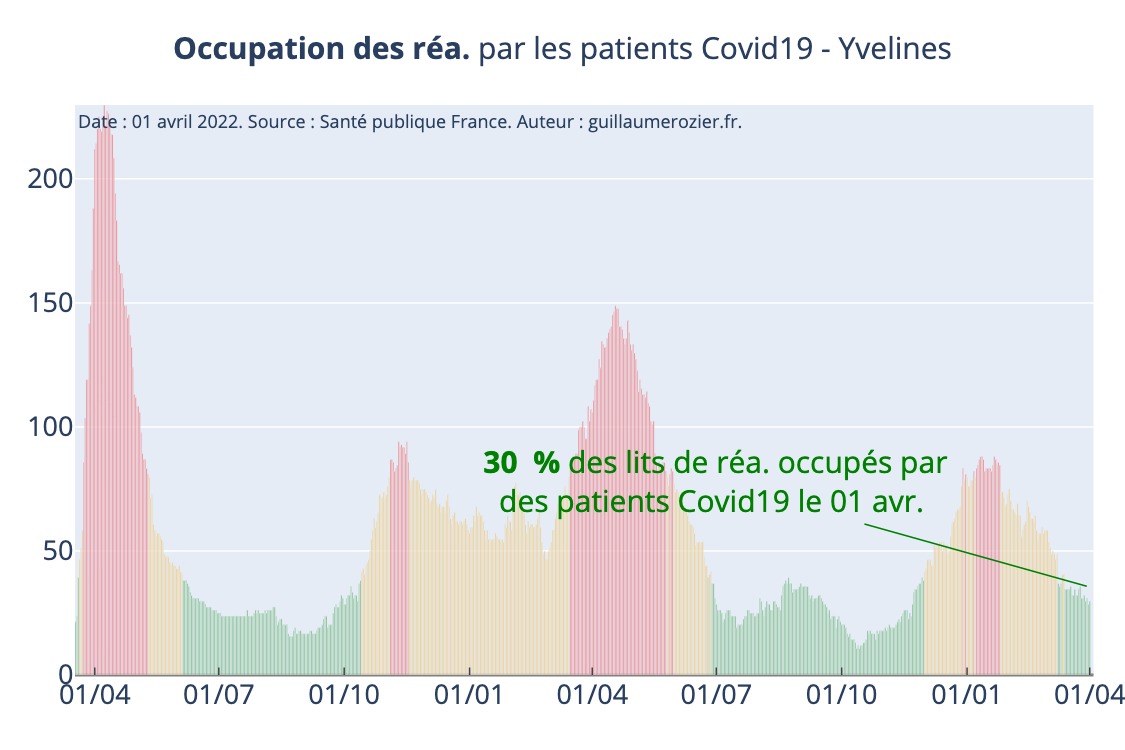 Occupation des réa. par les patients Covid19 - Yvelines
Date : 01 avril 2022. Source : Santé publique France. Auteur : guillaumerozier.fr.
200
150
100
30 % des lits de réa. occupés par
des patients Covid19 le 01 avr.
50
0
01/04 01/07 01/10 01/01 01/04 01/07 01/10 01/01 01/04